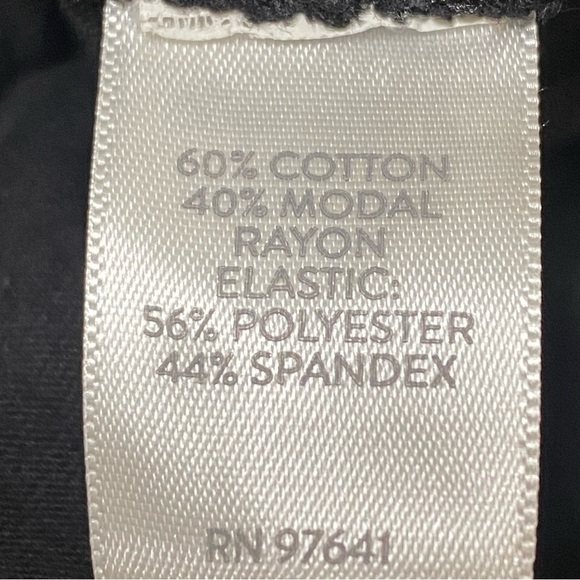 60% COTTON
40% MODAL
RAYON
ELASTIC:
56% POLYESTER
44% SPANDEX
RN 97641